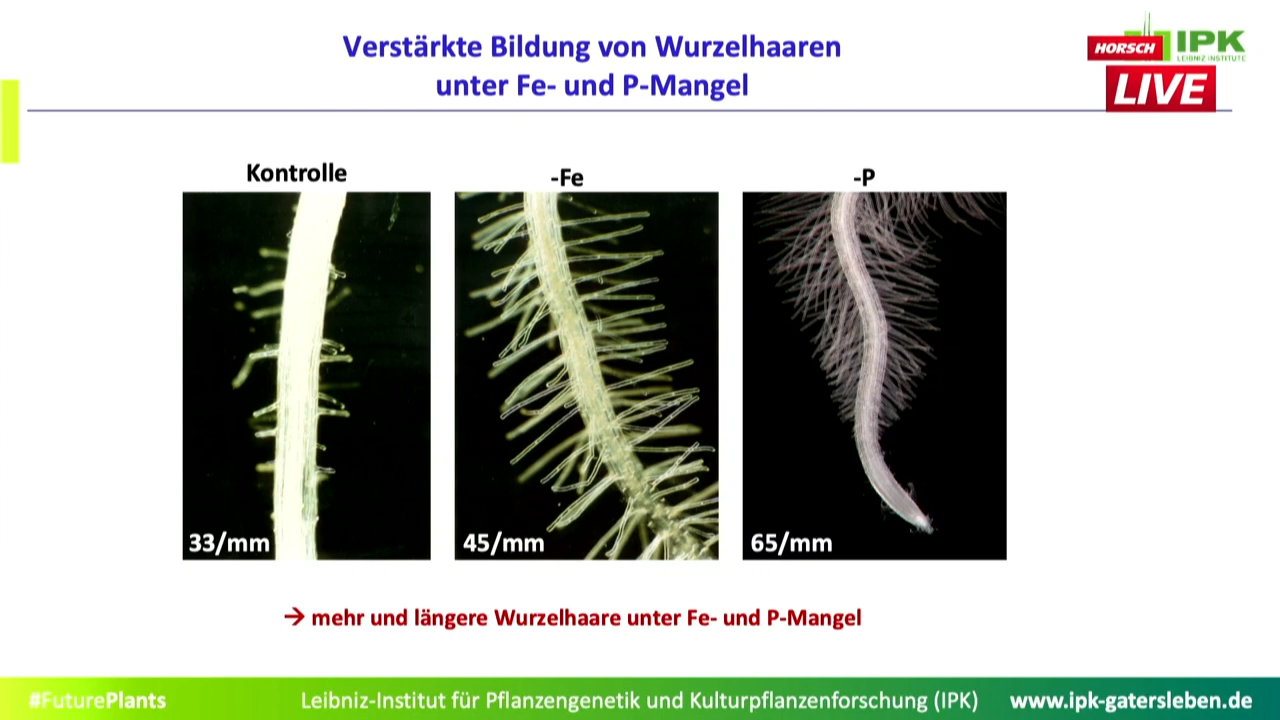 Verstärkte Bildung von Wurzelhaaren
unter Fe- und P-Mangel
HORSCH
IPK
LEIBNIZ INSTITUTE
LIVE
Kontrolle
-Fe
-P
33/mm
45/mm
65/mm
→ mehr und längere Wurzelhaare unter Fe- und P-Mangel
#FuturePlants
Leibniz-Institut für Pflanzengenetik und Kulturpflanzenforschung (IPK)
www.ipk-gatersleben.de